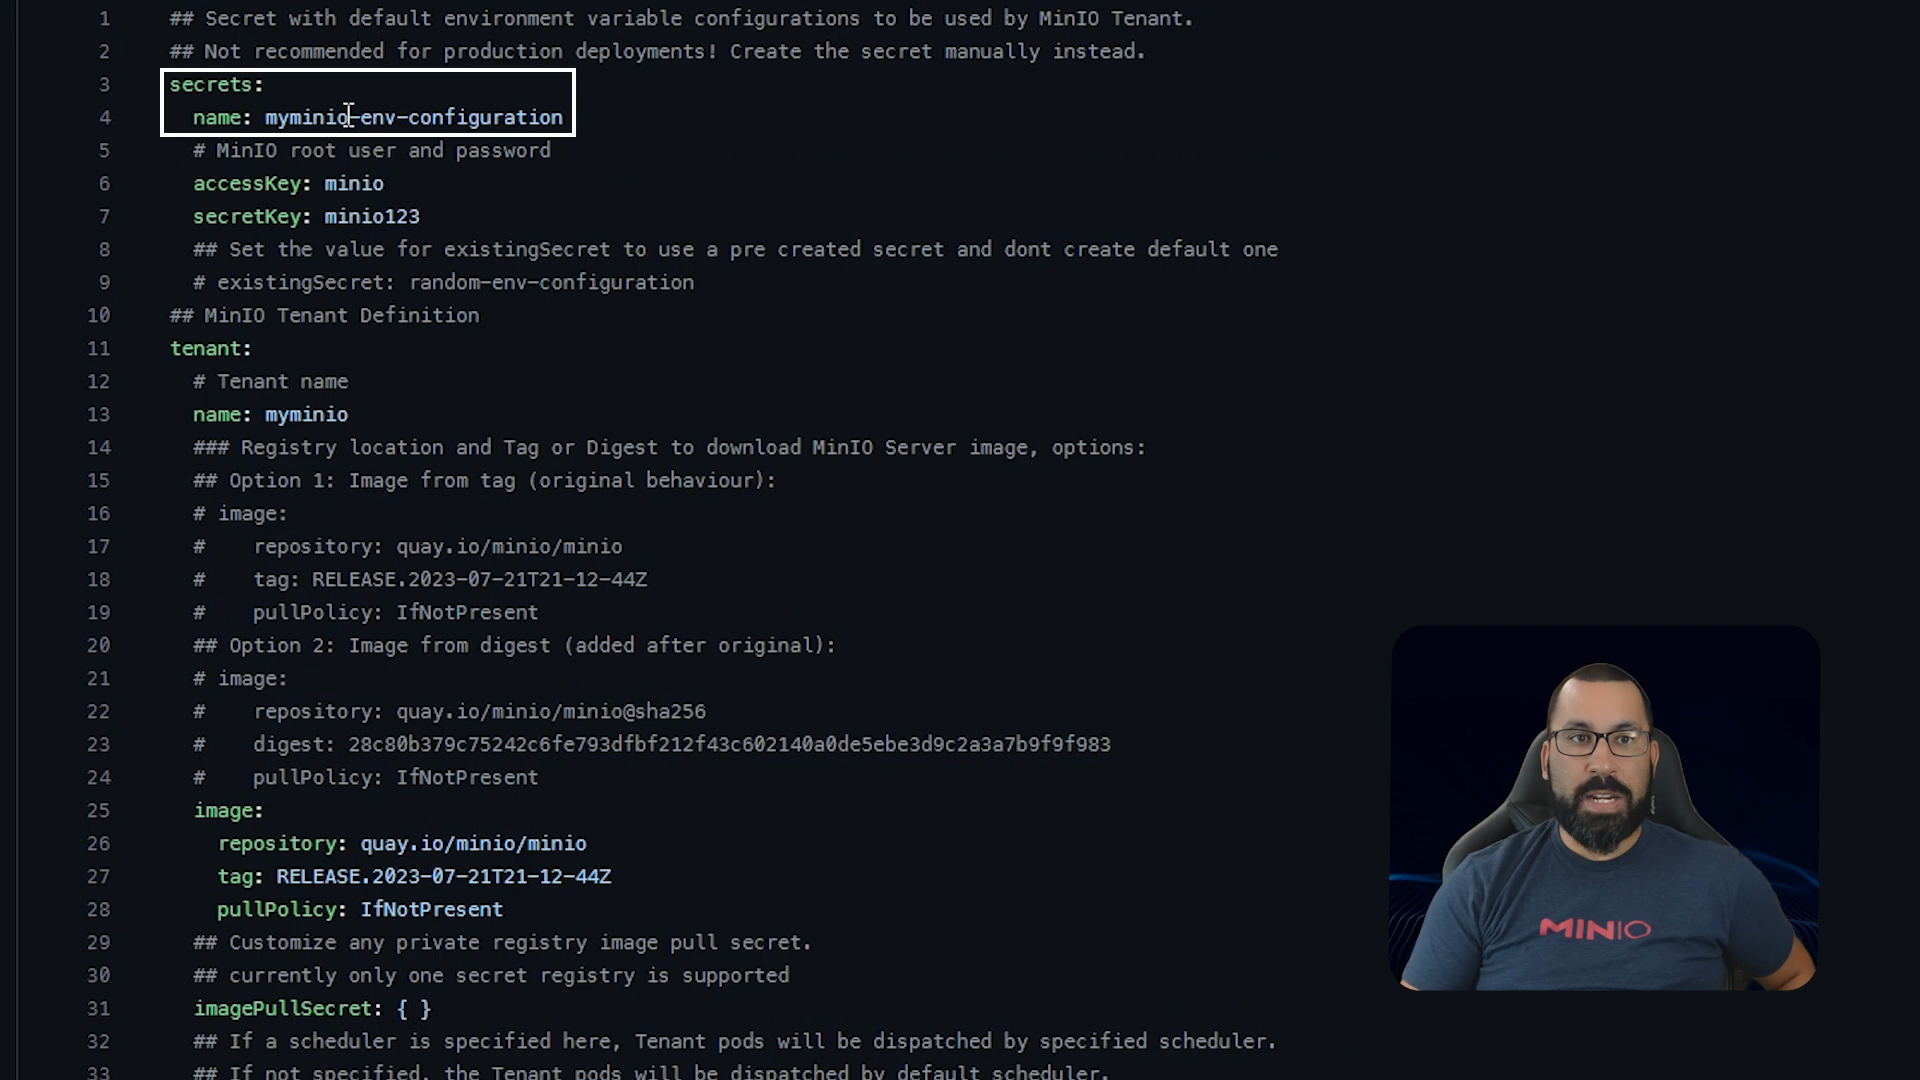 1 ## Secret with default environment variable configurations to be used by MinIO Tenant.
2 ## Not recommended for production deployments! Create the secret manually instead.
3 secrets:
4 name: myminio-env-configuration
5 # MinIO root user and password
6 accessKey: minio
7 secretKey: minio123
8 ## Set the value for existingSecret to use a pre created secret and dont create default one
9 # existingSecret: random-env-configuration
10 ## MinIO Tenant Definition
11 tenant:
12 # Tenant name
13 name: myminio
14 ### Registry location and Tag or Digest to download MinIO Server image, options:
15 ## Option 1: Image from tag (original behaviour):
16 # image:
17 # repository: quay.io/minio/minio
18 # tag: RELEASE.2023-07-21T21-12-44Z
19 # pullPolicy: IfNotPresent
20 ## Option 2: Image from digest (added after original):
21 # image:
22 # repository: quay.io/minio/minio@sha256
23 # digest: 28c80b379c75242c6fe793dfbf212f43c602140a0de5ebe3d9c2a3a7b9f9f983
24 # pullPolicy: IfNotPresent
25 image:
26 repository: quay.io/minio/minio
27 tag: RELEASE.2023-07-21T21-12-44Z
28 pullPolicy: IfNotPresent
29 ## Customize any private registry image pull secret.
30 ## currently only one secret registry is supported
31 imagePullSecret: { }
32 ## If a scheduler is specified here, Tenant pods will be dispatched by specified scheduler.
33 ## If not specified, the Tenant pods will be dispatched by default scheduler.
MINIO